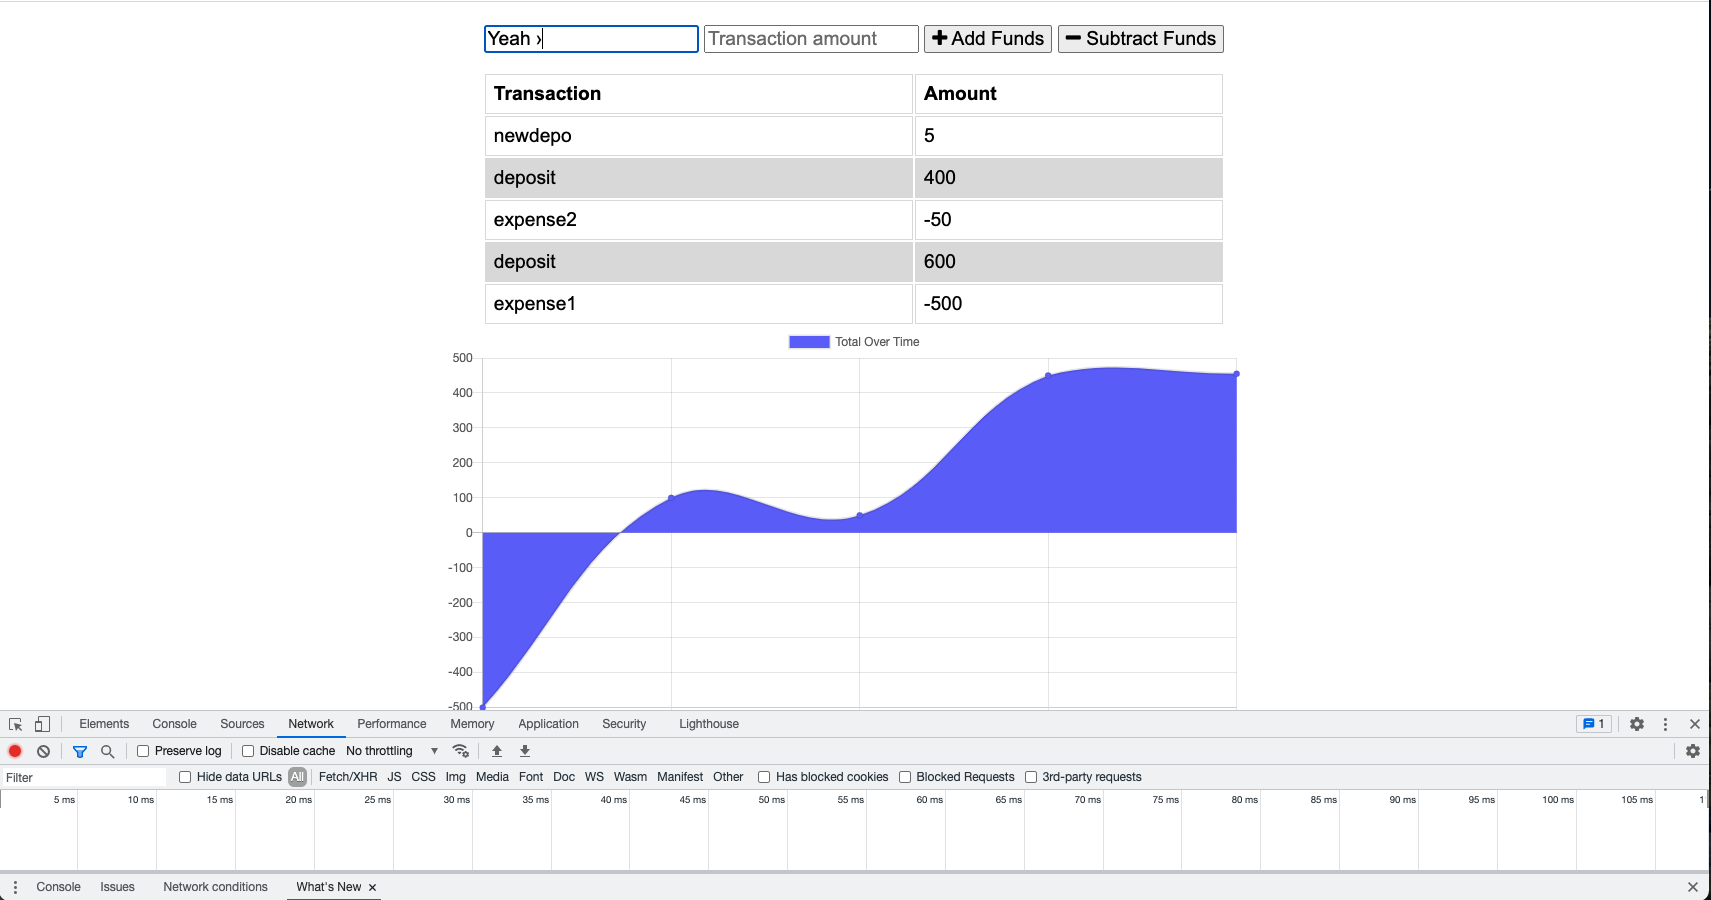 Yeah ›
Transaction amount
Add Funds
Subtract Funds
Transaction Amount
newdepo 5
deposit 400
expense2 -50
deposit 600
expense1 -500
Total Over Time
500
400
300
200
100
0
-100
-200
-300
-400
-500
Elements Console Sources Network Performance Memory Application Security Lighthouse 1
Preserve log Disable cache No throttling
Filter Hide data URLs All Fetch/XHR JS CSS Img Media Font Doc WS Wasm Manifest Other Has blocked cookies Blocked Requests 3rd-party requests
5 ms 10 ms 15 ms 20 ms 25 ms 30 ms 35 ms 40 ms 45 ms 50 ms 55 ms 60 ms 65 ms 70 ms 75 ms 80 ms 85 ms 90 ms 95 ms 100 ms 105 ms 1
Console Issues Network conditions What's New